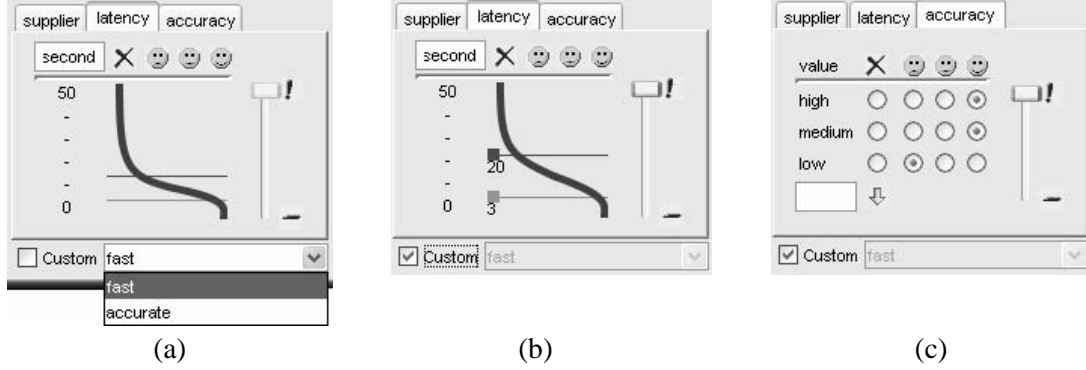 supplier latency accuracy
second
50
-
-
-
-
0
!
Custom fast
fast
accurate
(a)
supplier latency accuracy
second
50
-
-
20
-
-
3
0
!
Custom fast
(b)
supplier latency accuracy
value
high
medium
low
!
Custom fast
(c)